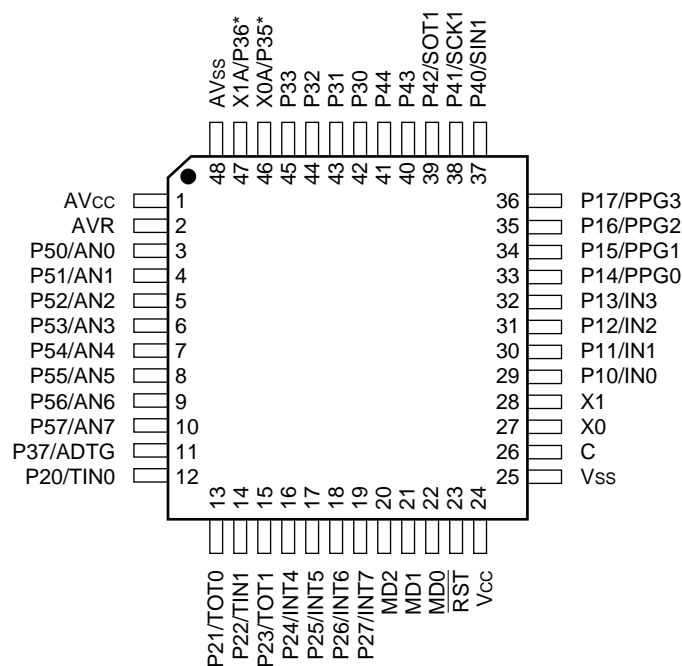 AVss
X1A/P36*
X0A/P35*
P33
P32
P31
P30
P44
P43
P42/SOT1
P41/SCK1
P40/SIN1
48
47
46
45
44
43
42
41
40
39
38
37
AVcc 1
AVR 2
P50/AN0 3
P51/AN1 4
P52/AN2 5
P53/AN3 6
P54/AN4 7
P55/AN5 8
P56/AN6 9
P57/AN7 10
P37/ADTG 11
P20/TIN0 12
36 P17/PPG3
35 P16/PPG2
34 P15/PPG1
33 P14/PPG0
32 P13/IN3
31 P12/IN2
30 P11/IN1
29 P10/IN0
28 X1
27 X0
26 C
25 Vss
13
14
15
16
17
18
19
20
21
22
23
24
P21/TOT0
P22/TIN1
P23/TOT1
P24/INT4
P25/INT5
P26/INT6
P27/INT7
MD2
MD1
MD0
RST
Vcc